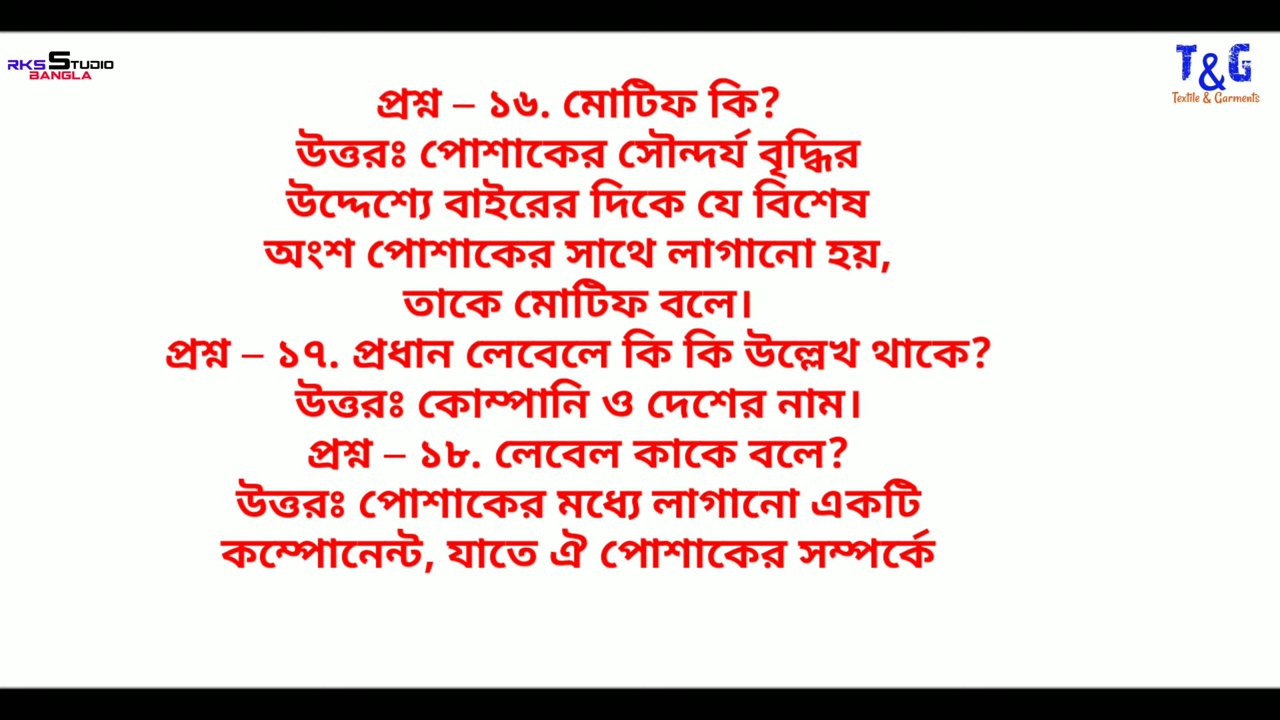 RKS STUDIO
BANGLA
T&G
Textile & Garments
প্রশ্ন – ১৬. মোটিফ কি?
উত্তরঃ পোশাকের সৌন্দর্য বৃদ্ধির
উদ্দেশ্যে বাইরের দিকে যে বিশেষ
অংশ পোশাকের সাথে লাগানো হয়,
তাকে মোটিফ বলে।
প্রশ্ন – ১৭. প্রধান লেবেলে কি কি উল্লেখ থাকে?
উত্তরঃ কোম্পানি ও দেশের নাম।
প্রশ্ন – ১৮. লেবেল কাকে বলে?
উত্তরঃ পোশাকের মধ্যে লাগানো একটি
কম্পোনেন্ট, যাতে ঐ পোশাকের সম্পর্কে